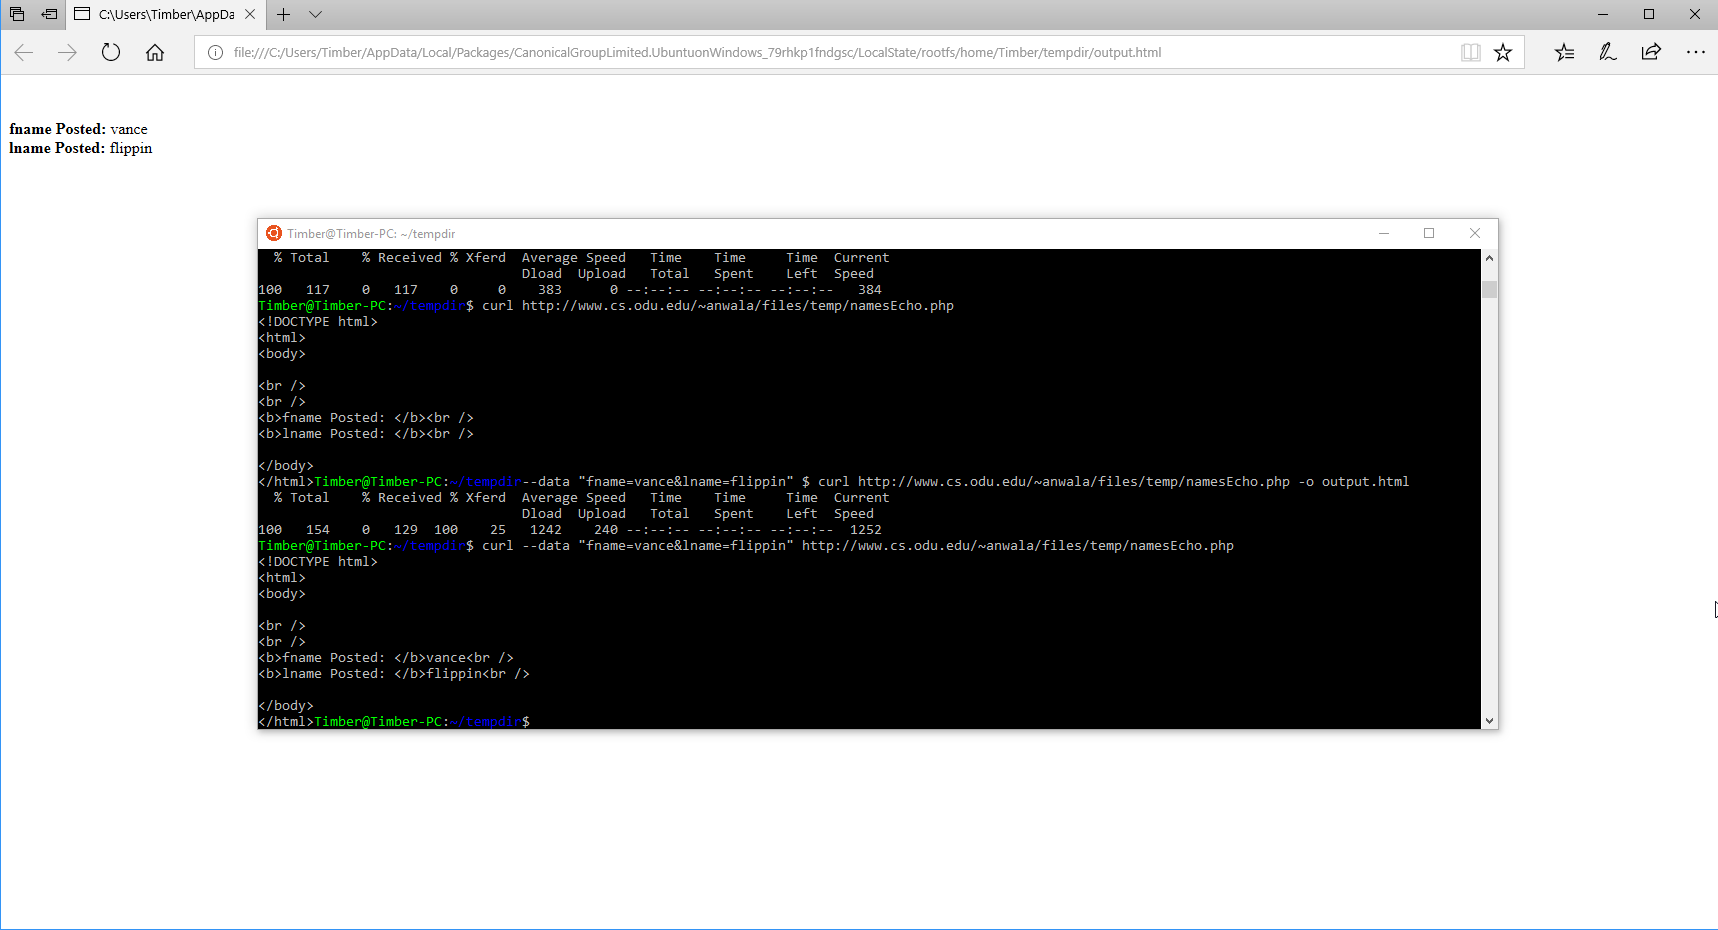 C:\Users\Timber\AppDa
file:///C:/Users/Timber/AppData/Local/Packages/CanonicalGroupLimited.UbuntuonWindows_79rhkp1fndgsc/LocalState/rootfs/home/Timber/tempdir/output.html
fname Posted: vance
lname Posted: flippin
Timber@Timber-PC: ~/tempdir
  % Total    % Received % Xferd  Average Speed   Time    Time     Time  Current
                                 Dload  Upload   Total   Spent    Left  Speed
100   117    0   117    0     0    383      0 --:--:-- --:--:-- --:--:--   384
Timber@Timber-PC:~/tempdir$ curl http://www.cs.odu.edu/~anwala/files/temp/namesEcho.php
<!DOCTYPE html>
<html>
<body>
<br />
<br />
<b>fname Posted: </b><br />
<b>lname Posted: </b><br />
</body>
</html>Timber@Timber-PC:~/tempdir--data "fname=vance&lname=flippin" $ curl http://www.cs.odu.edu/~anwala/files/temp/namesEcho.php -o output.html
  % Total    % Received % Xferd  Average Speed   Time    Time     Time  Current
                                 Dload  Upload   Total   Spent    Left  Speed
100   154    0   129  100    25   1242    240 --:--:-- --:--:-- --:--:--  1252
Timber@Timber-PC:~/tempdir$ curl --data "fname=vance&lname=flippin" http://www.cs.odu.edu/~anwala/files/temp/namesEcho.php
<!DOCTYPE html>
<html>
<body>
<br />
<br />
<b>fname Posted: </b>vance<br />
<b>lname Posted: </b>flippin<br />
</body>
</html>Timber@Timber-PC:~/tempdir$